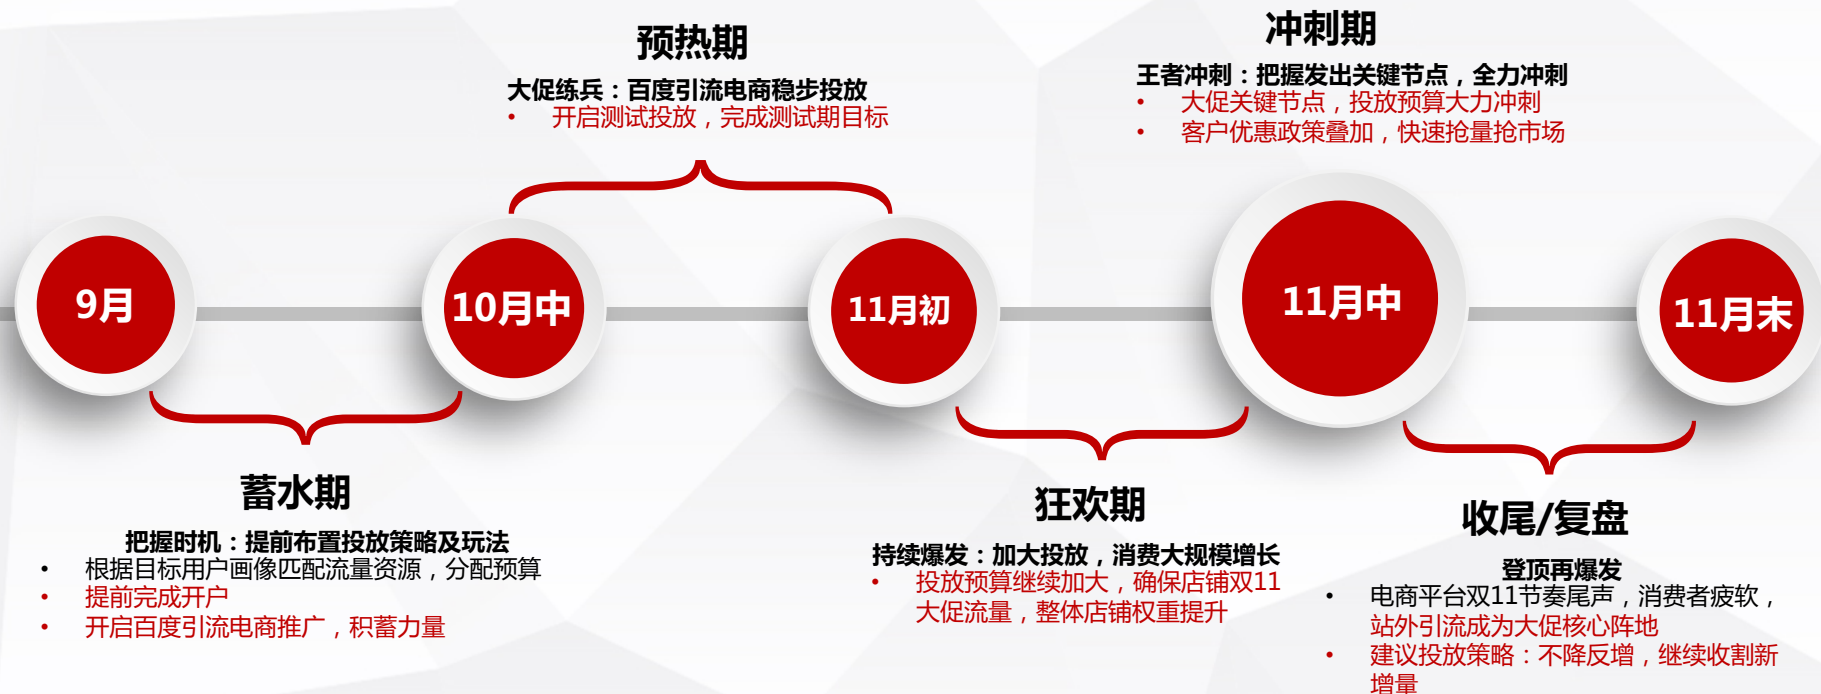 预热期
大促练兵：百度引流电商稳步投放
• 开启测试投放，完成测试期目标
冲刺期
王者冲刺：把握发出关键节点，全力冲刺
• 大促关键节点，投放预算大力冲刺
• 客户优惠政策叠加，快速抢量抢市场
9月
10月中
11月初
11月中
11月末
蓄水期
把握时机：提前布置投放策略及玩法
• 根据目标用户画像匹配流量资源，分配预算
• 提前完成开户
• 开启百度引流电商推广，积蓄力量
狂欢期
持续爆发：加大投放，消费大规模增长
• 投放预算继续加大，确保店铺双11
大促流量，整体店铺权重提升
收尾/复盘
登顶再爆发
• 电商平台双11节奏尾声，消费者疲软，
站外引流成为大促核心阵地
• 建议投放策略：不降反增，继续收割新
增量